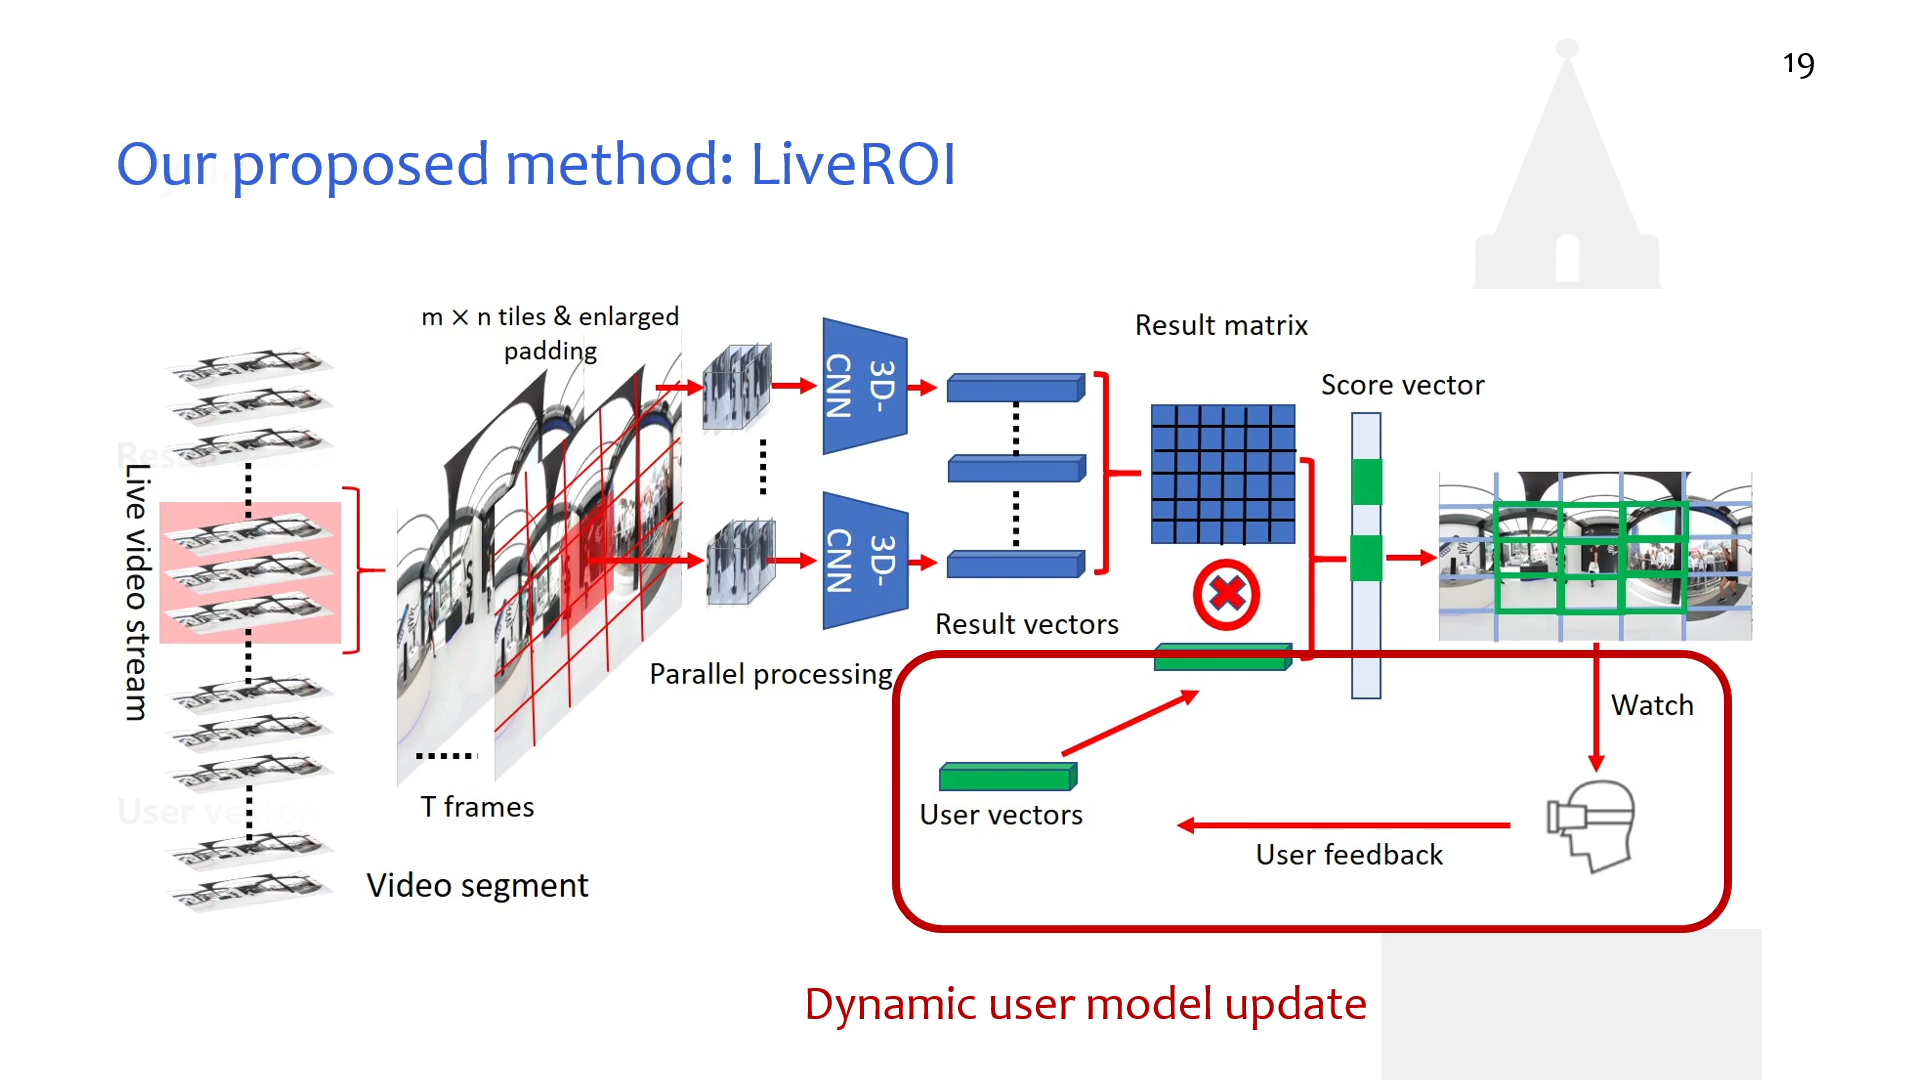 19
Our proposed method: LiveROI
m × n tiles & enlarged
padding
Result matrix
Score vector
3D-
CNN
3D-
CNN
Live video stream
Result vectors
Parallel processing
Watch
T frames
User vectors
User feedback
Video segment
Dynamic user model update